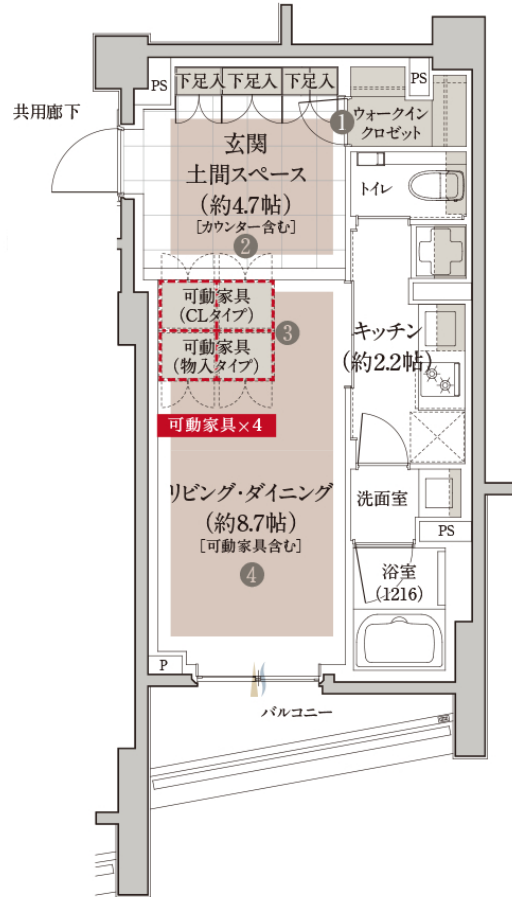 PS
下足入
下足入
下足入
PS
共用廊下
1
ウォークイン
クロゼット
玄関
土間スペース
(約4.7帖)
[カウンター含む]
2
トイレ
可動家具
(CLタイプ)
3
可動家具
(物入タイプ)
キッチン
(約2.2帖)
可動家具×4
リビング・ダイニング
(約8.7帖)
[可動家具含む]
4
洗面室
PS
浴室
(1216)
P
バルコニー